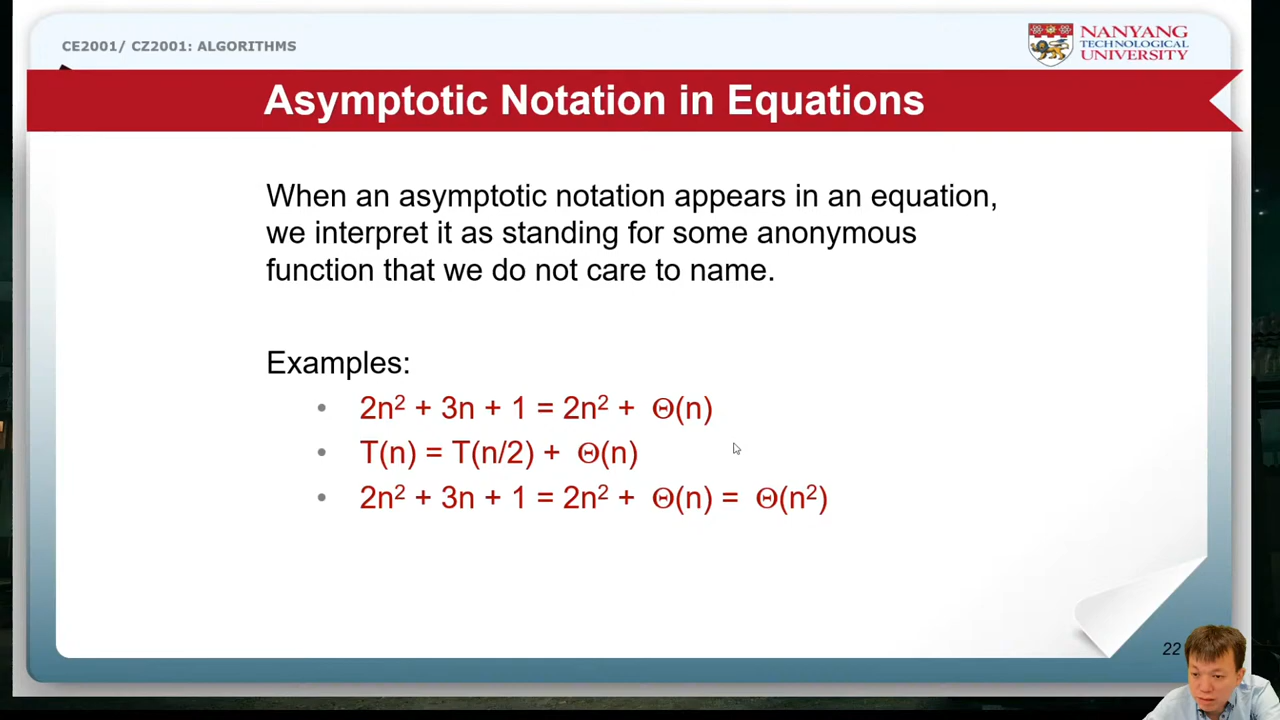 CE2001/ CZ2001: ALGORITHMS
NANYANG
TECHNOLOGICAL
UNIVERSITY
Asymptotic Notation in Equations
When an asymptotic notation appears in an equation,
we interpret it as standing for some anonymous
function that we do not care to name.
Examples:
• 2n² + 3n + 1 = 2n² + Θ(n)
• T(n) = T(n/2) + Θ(n)
• 2n² + 3n + 1 = 2n² + Θ(n) = Θ(n²)
22